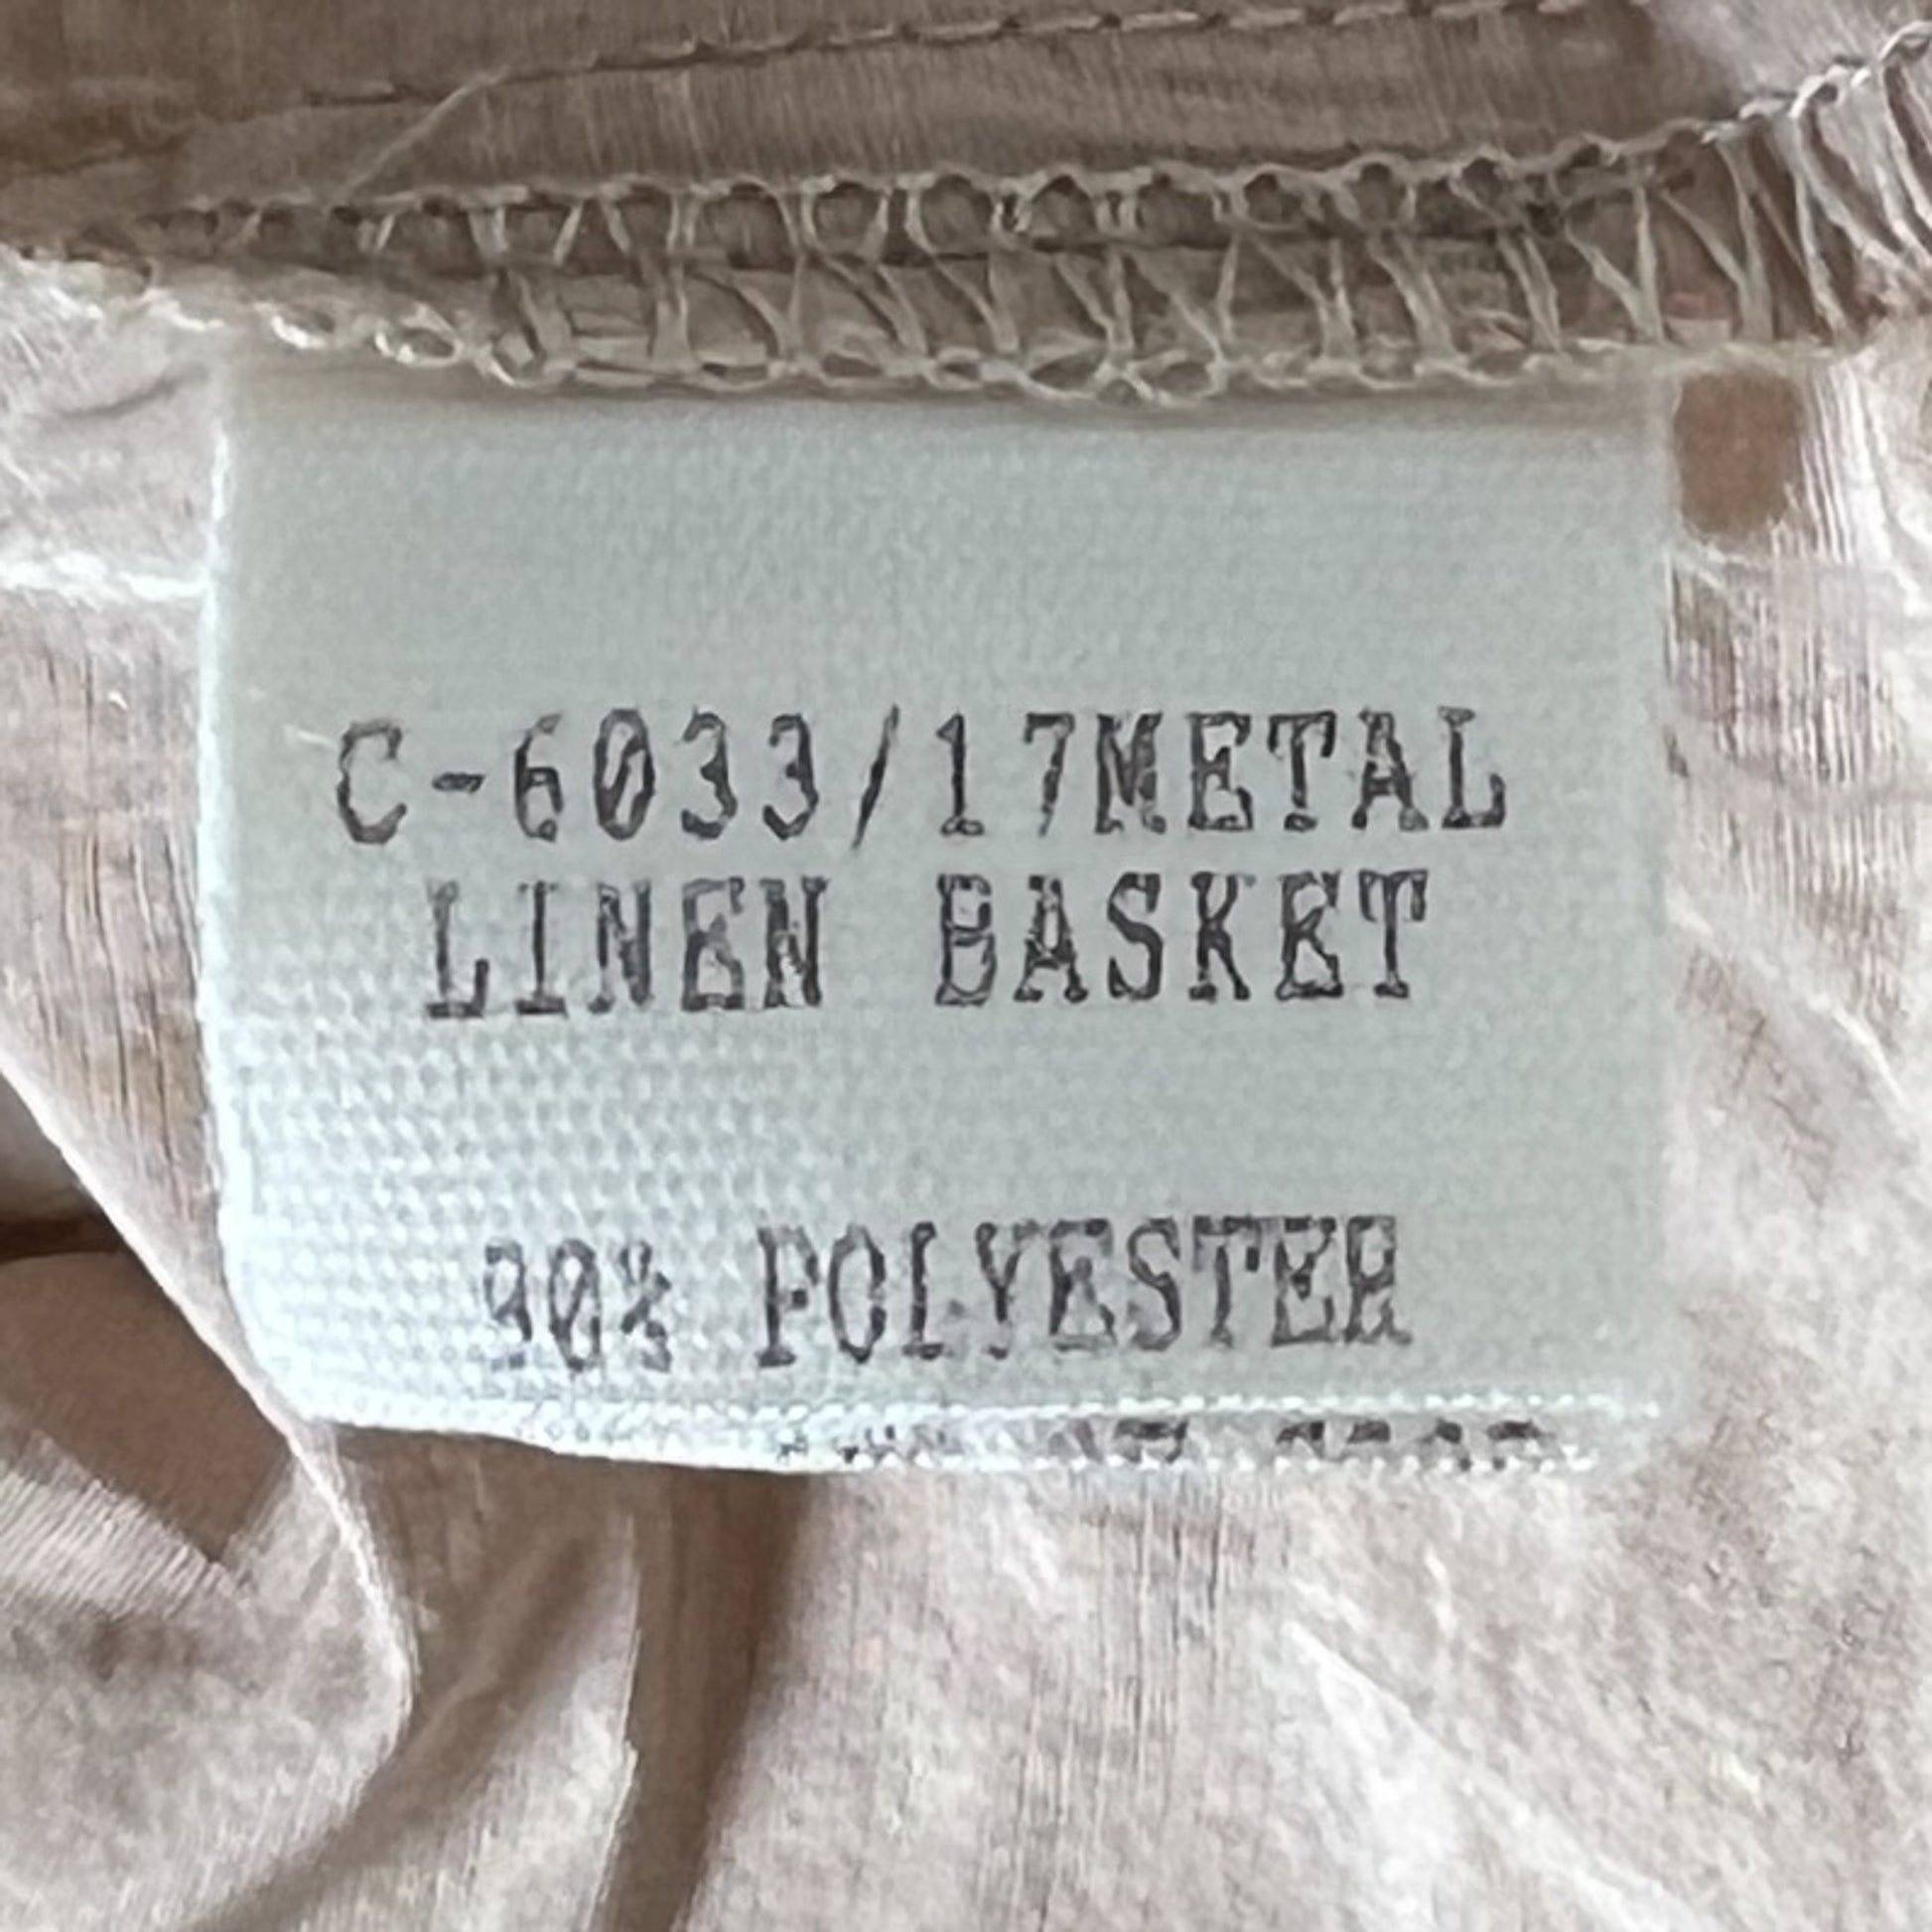 C-6033/17METAL
LINEN BASKET
90% POLYESTER